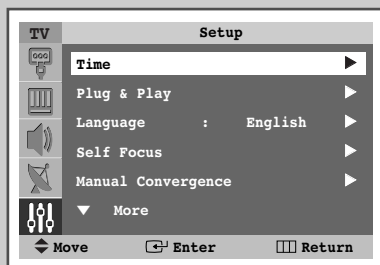 TV Setup
Time
Plug & Play
Language : English
Self Focus
Manual Convergence
▼ More
Move Enter Return